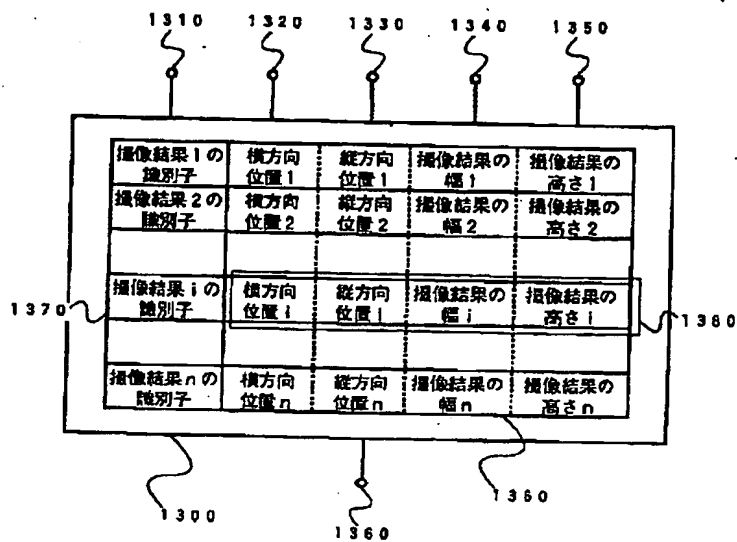 1310 1320 1330 1340 1350
撮像結果1の識別子 横方向位置1 縦方向位置1 撮像結果の幅1 撮像結果の高さ1
撮像結果2の識別子 横方向位置2 縦方向位置2 撮像結果の幅2 撮像結果の高さ2
1370 撮像結果iの識別子 横方向位置i 縦方向位置i 撮像結果の幅i 撮像結果の高さi 1380
撮像結果nの識別子 横方向位置n 縦方向位置n 撮像結果の幅n 撮像結果の高さn
1300 1360 1360